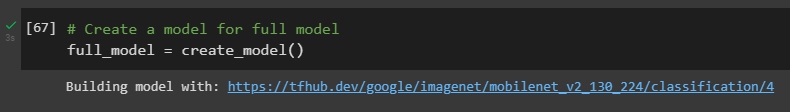 [67] # Create a model for full model
3s full_model = create_model()
Building model with: https://tfhub.dev/google/imagenet/mobilenet_v2_130_224/classification/4